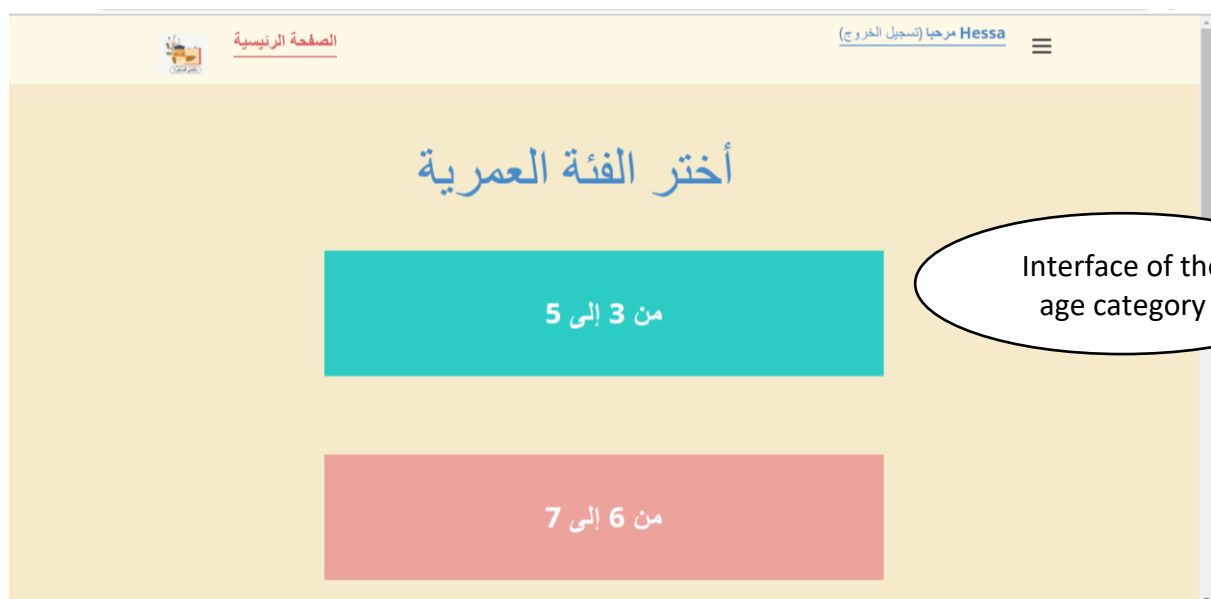 Hessa مرحبا (تسجيل الخروج)
الصفحة الرئيسية
أختر الفئة العمرية
من 3 إلى 5
Interface of the
age category
من 6 إلى 7